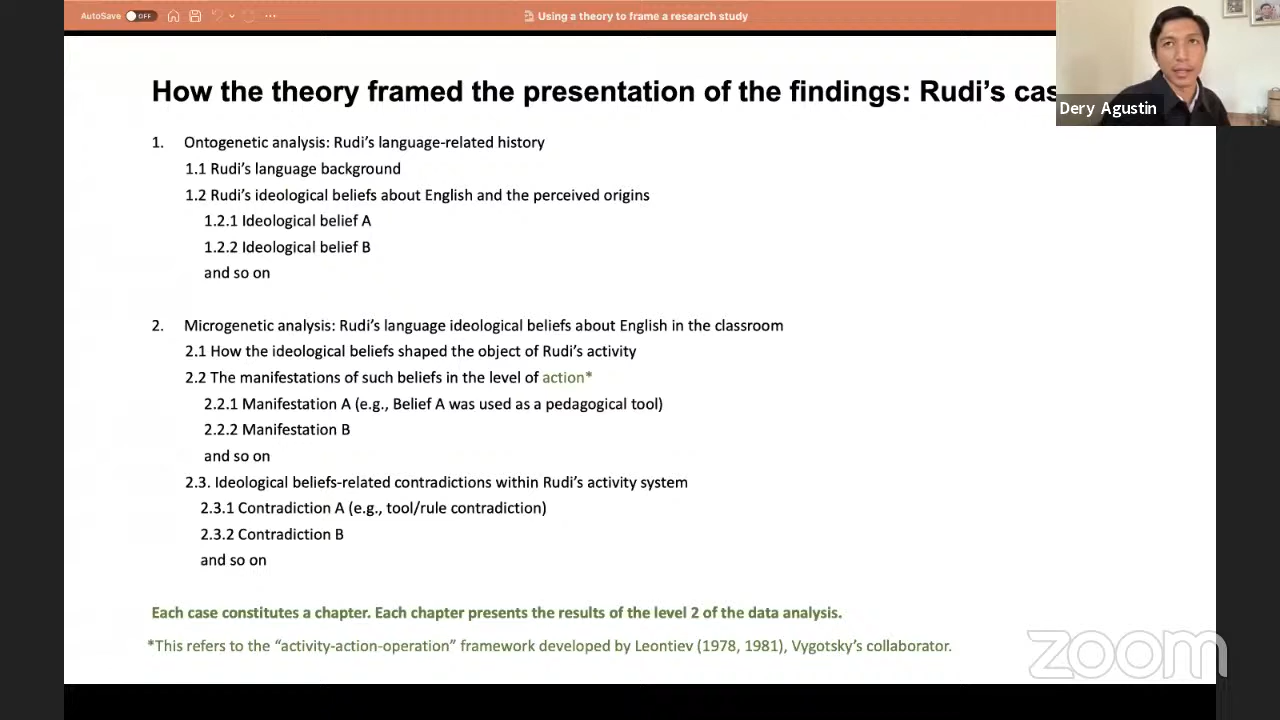 AutoSave OFF
Using a theory to frame a research study
How the theory framed the presentation of the findings: Rudi's cas
Dery Agustin
1. Ontogenetic analysis: Rudi's language-related history
1.1 Rudi's language background
1.2 Rudi's ideological beliefs about English and the perceived origins
1.2.1 Ideological belief A
1.2.2 Ideological belief B
and so on
2. Microgenetic analysis: Rudi's language ideological beliefs about English in the classroom
2.1 How the ideological beliefs shaped the object of Rudi's activity
2.2 The manifestations of such beliefs in the level of action*
2.2.1 Manifestation A (e.g., Belief A was used as a pedagogical tool)
2.2.2 Manifestation B
and so on
2.3. Ideological beliefs-related contradictions within Rudi's activity system
2.3.1 Contradiction A (e.g., tool/rule contradiction)
2.3.2 Contradiction B
and so on
Each case constitutes a chapter. Each chapter presents the results of the level 2 of the data analysis.
*This refers to the "activity-action-operation" framework developed by Leontiev (1978, 1981), Vygotsky's collaborator.
zoom